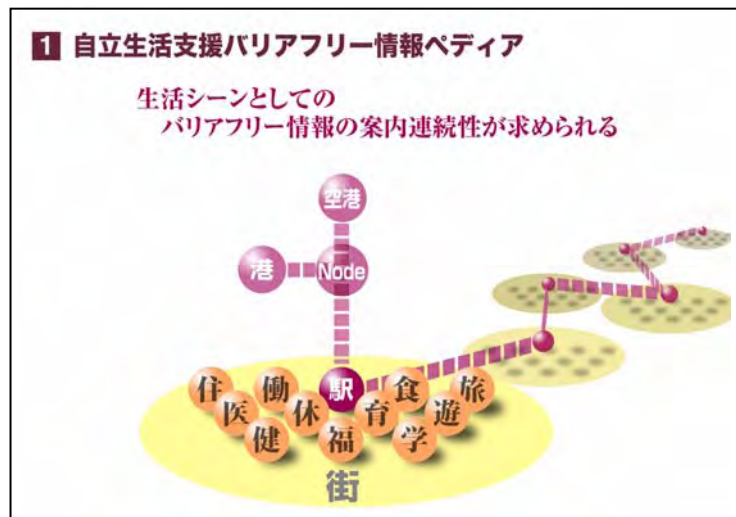 1 自立生活支援バリアフリー情報ペディア
生活シーンとしての
バリアフリー情報の案内連続性が求められる
空港
港
Node
駅
住
働
食
旅
医
休
育
遊
健
福
学
街